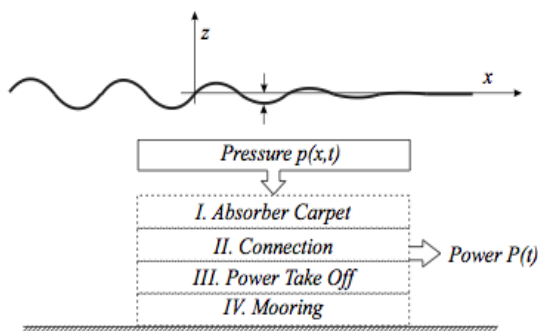 z
x
Pressure p(x,t)
I. Absorber Carpet
II. Connection
Power P(t)
III. Power Take Off
IV. Mooring